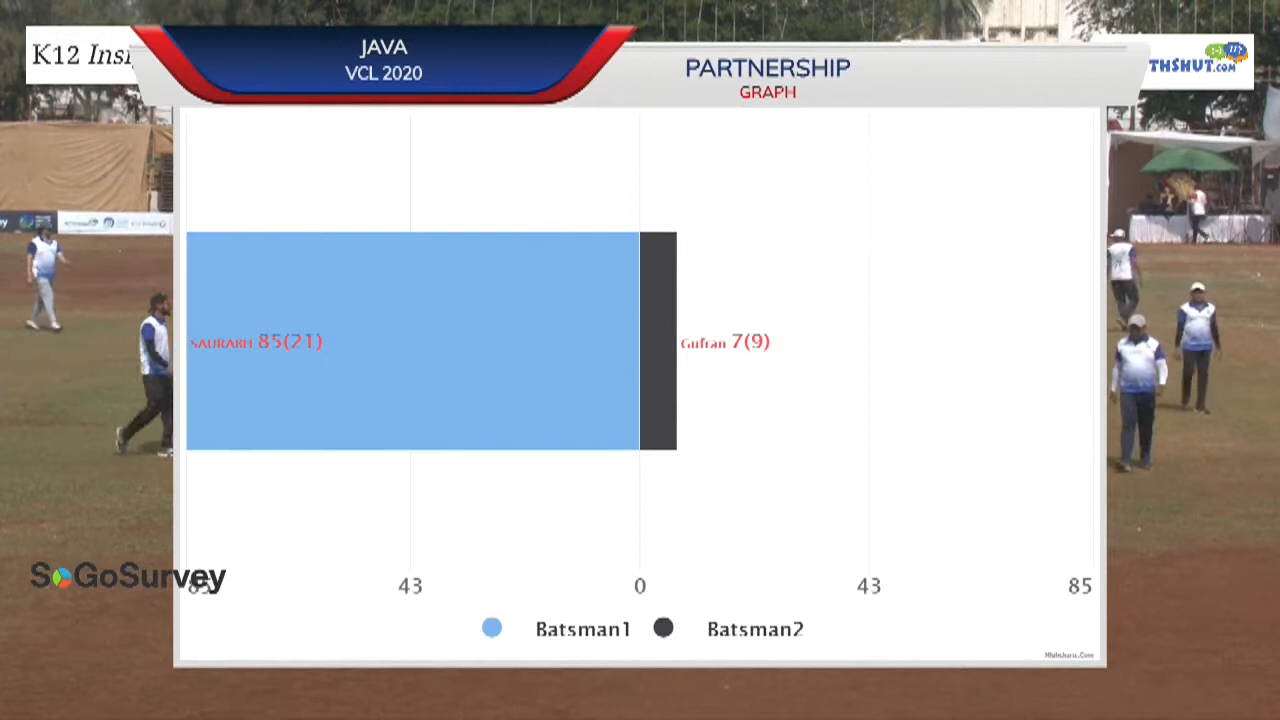 K12 Insi
JAVA
VCL 2020
PARTNERSHIP
GRAPH
THSHUT.COM
SAURABH 85(21)
Gufran 7(9)
SoGoSurvey
85 43 0 43 85
Batsman1 Batsman2